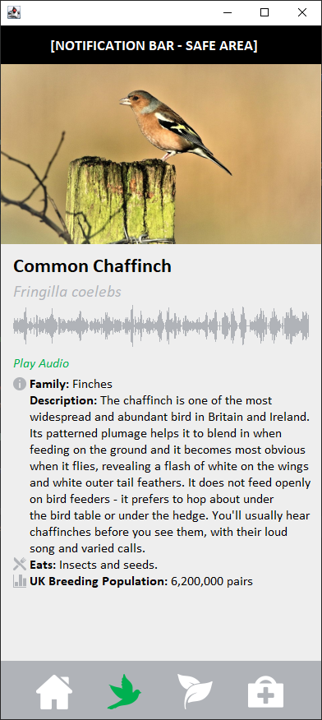 [NOTIFICATION BAR - SAFE AREA]
Common Chaffinch
Fringilla coelebs
Play Audio
Family: Finches
Description: The chaffinch is one of the most
widespread and abundant bird in Britain and Ireland.
Its patterned plumage helps it to blend in when
feeding on the ground and it becomes most obvious
when it flies, revealing a flash of white on the wings
and white outer tail feathers. It does not feed openly
on bird feeders - it prefers to hop about under
the bird table or under the hedge. You'll usually hear
chaffinches before you see them, with their loud
song and varied calls.
Eats: Insects and seeds.
UK Breeding Population: 6,200,000 pairs